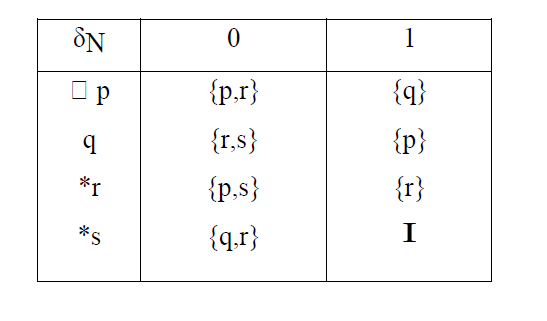 δN 0 1
□ p {p,r} {q}
q {r,s} {p}
*r {p,s} {r}
*s {q,r} I